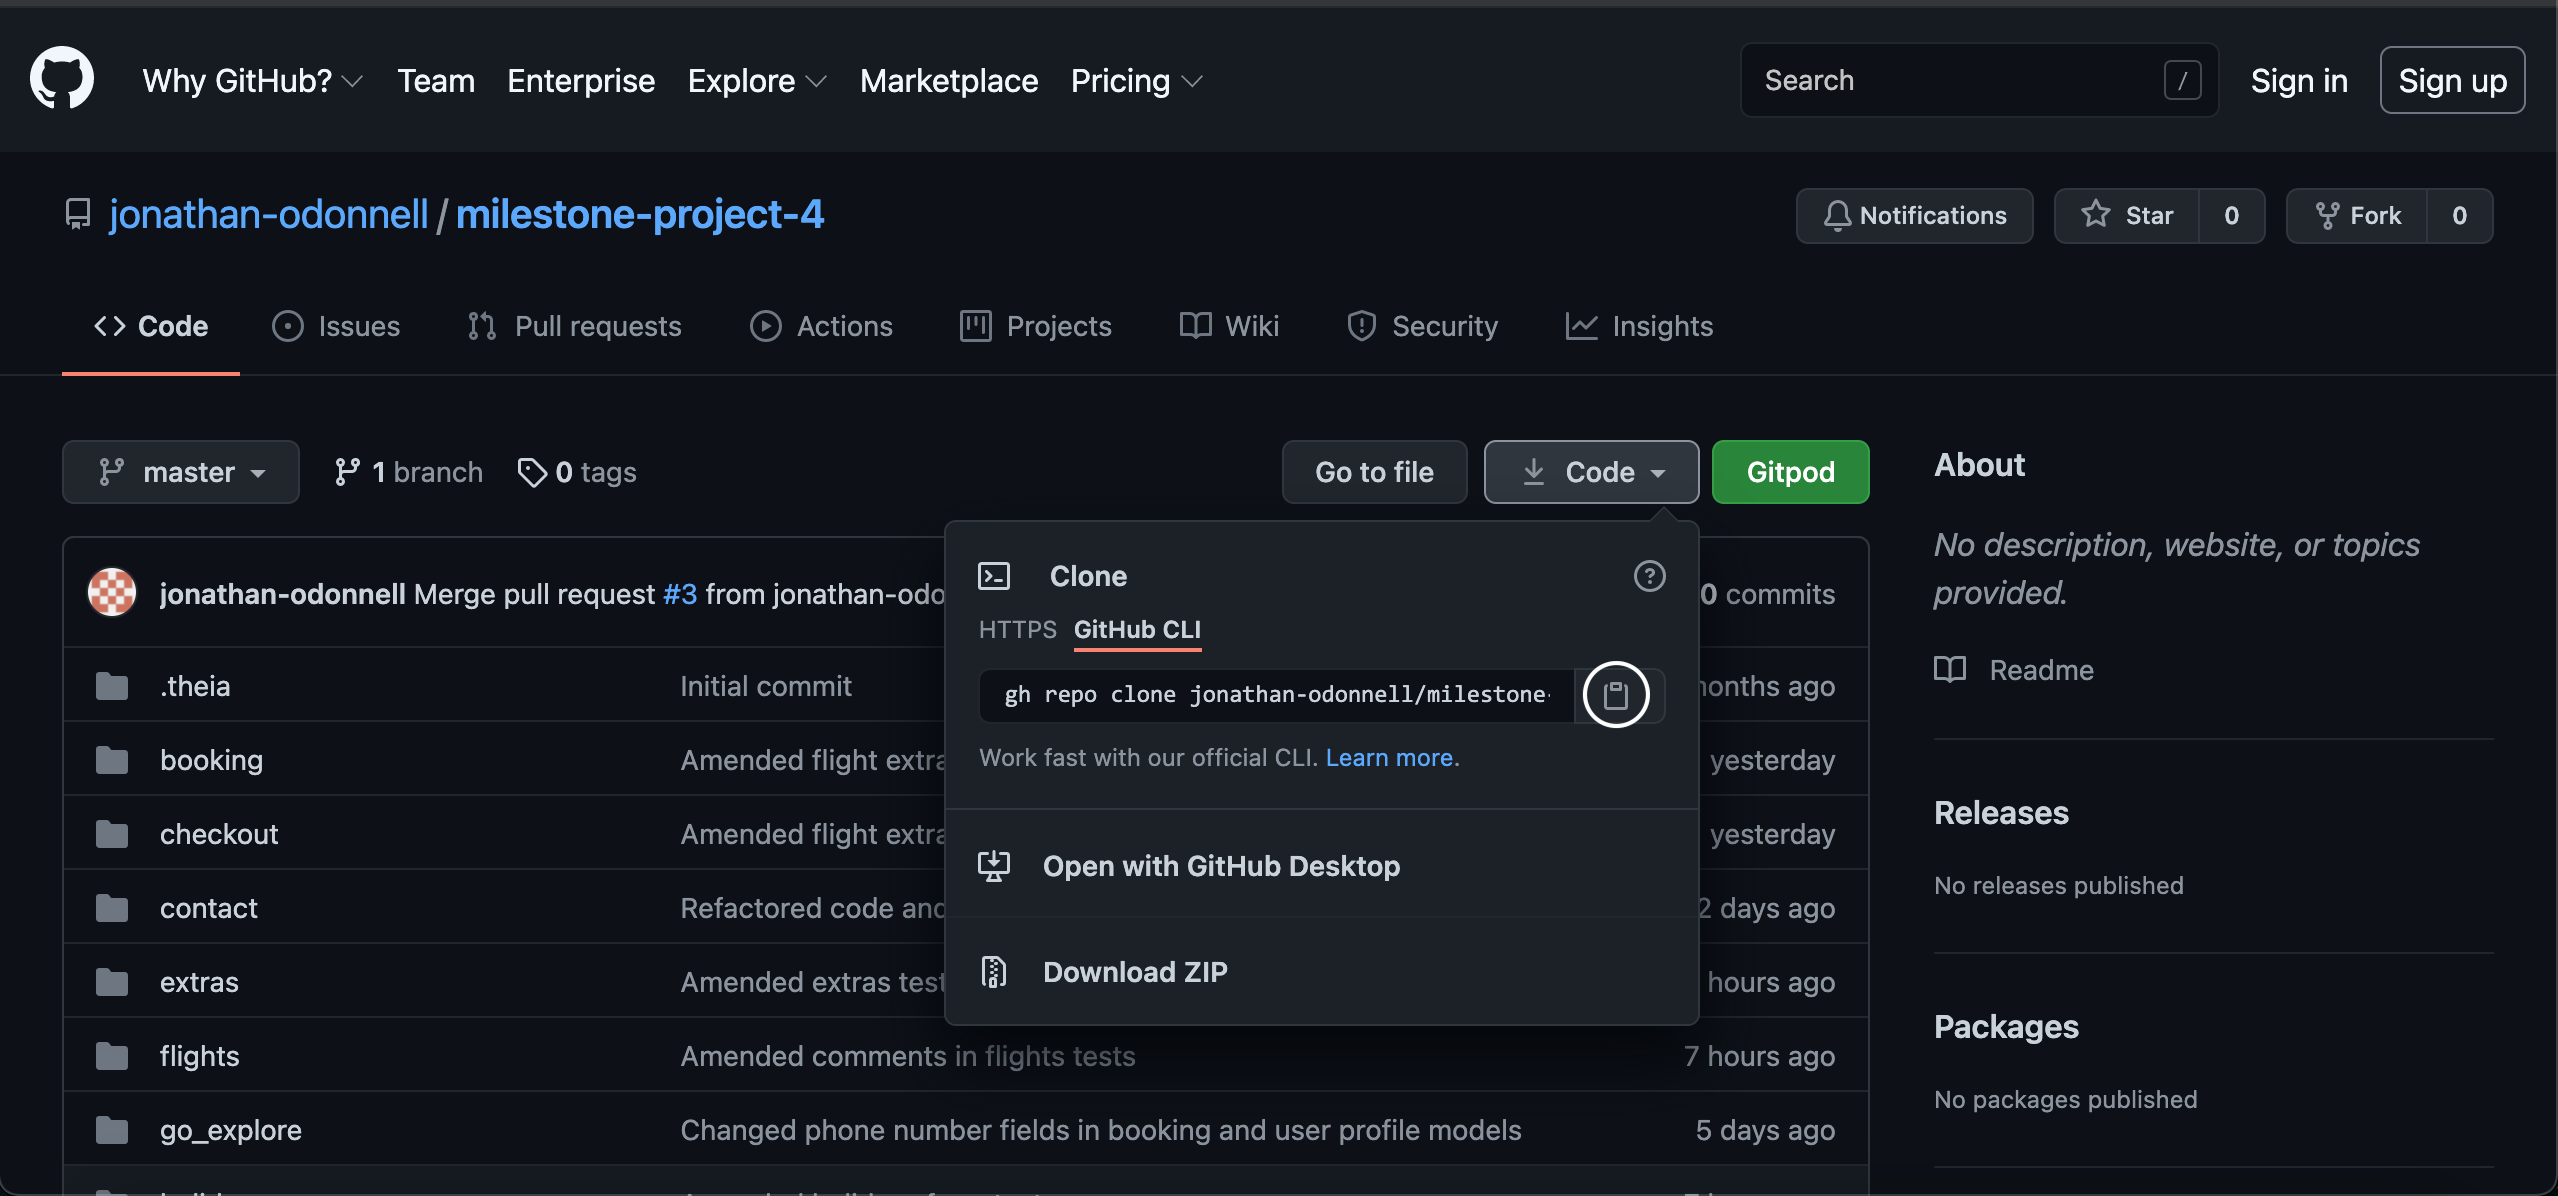 Why GitHub? Team Enterprise Explore Marketplace Pricing Search / Sign in Sign up
jonathan-odonnell / milestone-project-4 Notifications Star 0 Fork 0
Code Issues Pull requests Actions Projects Wiki Security Insights
master 1 branch 0 tags Go to file Code Gitpod
About
No description, website, or topics
provided.
Readme
Releases
No releases published
Packages
No packages published
Clone
HTTPS GitHub CLI
gh repo clone jonathan-odonnell/milestone-
Work fast with our official CLI. Learn more.
Open with GitHub Desktop
Download ZIP
jonathan-odonnell Merge pull request #3 from jonathan-odo 0 commits
.theia Initial commit ago
booking Amended flight yesterday
checkout Amended flight yesterday
contact Refactored code 2 days ago
extras Amended extras hours ago
flights Amended comments in flights tests 7 hours ago
go_explore Changed phone number fields in booking and user profile models 5 days ago